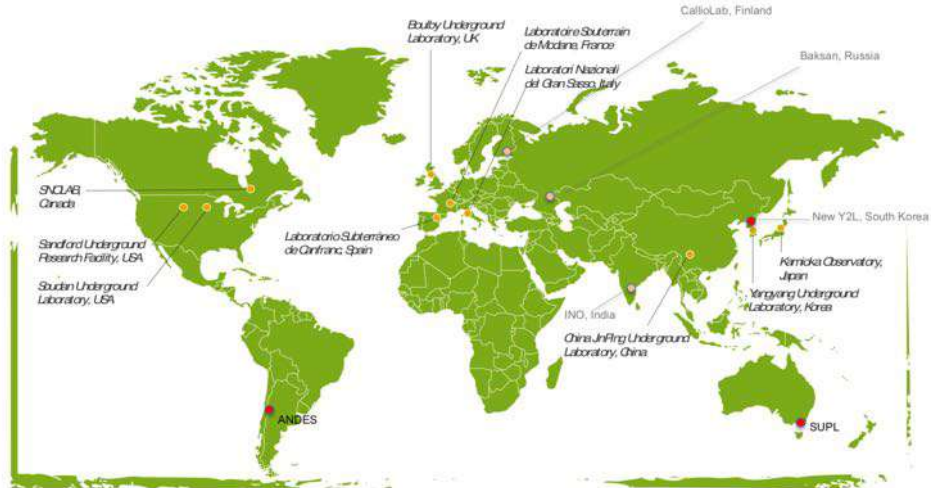 CallioLab, Finland
Boulby Underground
Laboratory, UK
Laboratoire Souterrain
de Modane, France
Baksan, Russia
Laboratori Nazionali
del Gran Sasso, Italy
SNOLAB,
Canada
New Y2L, South Korea
Laboratorio Subterràneo
de Canfranc, Spain
Sandford Underground
Research Facility, USA
Kamioka Observatory,
Japan
Soudan Underground
Laboratory, USA
Yangyang Underground
Laboratory, Korea
INO, India
China JinPing Underground
Laboratory, China
ANDES
SUPL